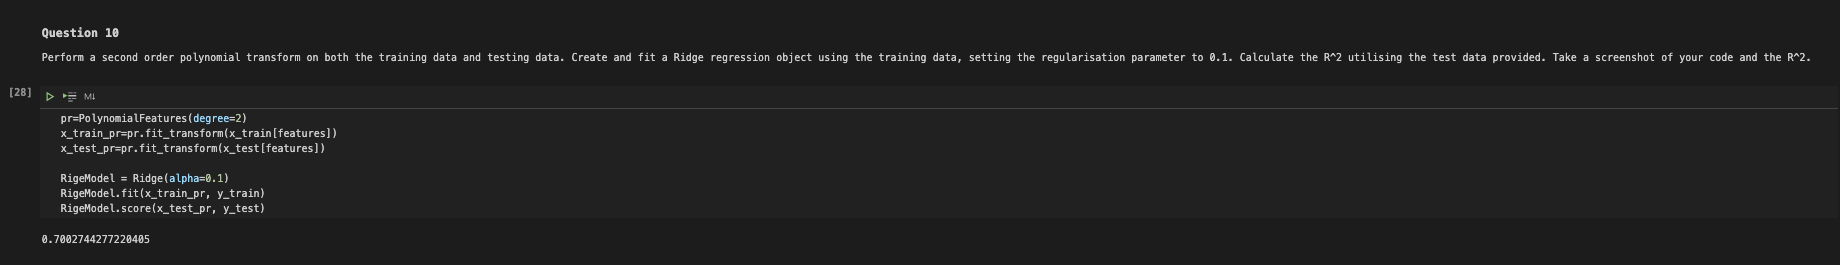 Question 10
Perform a second order polynomial transform on both the training data and testing data. Create and fit a Ridge regression object using the training data, setting the regularisation parameter to 0.1. Calculate the R^2 utilising the test data provided. Take a screenshot of your code and the R^2.
[28]
M↓
pr=PolynomialFeatures(degree=2)
x_train_pr=pr.fit_transform(x_train[features])
x_test_pr=pr.fit_transform(x_test[features])
RigeModel = Ridge(alpha=0.1)
RigeModel.fit(x_train_pr, y_train)
RigeModel.score(x_test_pr, y_test)
0.7002744277220405